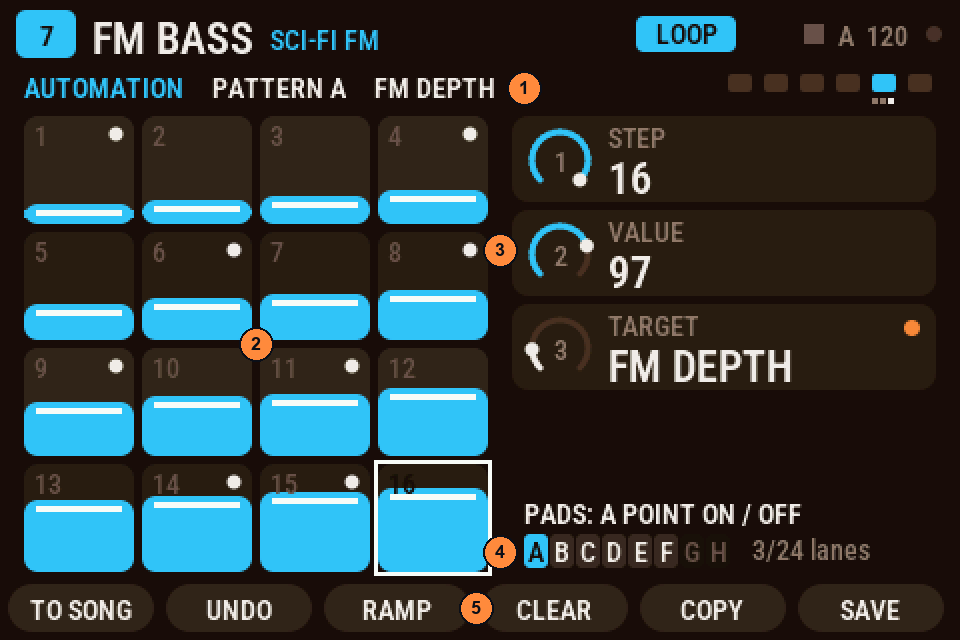 7 FM BASS SCI-FI FM LOOP A 120
AUTOMATION PATTERN A FM DEPTH 1
1 2 3 4
1 STEP
16
5 6 7 8 3
2 VALUE
97
2
9 10 11 12
3 TARGET
FM DEPTH
13 14 15 16
PADS: A POINT ON / OFF
4 A B C D E F G H 3/24 lanes
TO SONG UNDO RAMP 5 CLEAR COPY SAVE